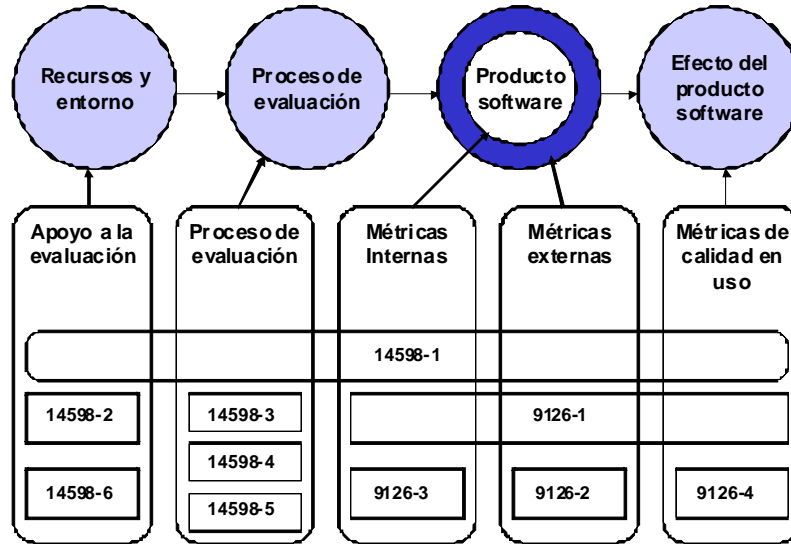 Recursos y
entorno
Proceso de
evaluación
Producto
software
Efecto del
producto
software
Apoyo a la
evaluación
Proceso de
evaluación
Métricas
Internas
Métricas
externas
Métricas de
calidad en
uso
14598-1
14598-2
14598-3
9126-1
14598-4
14598-6
14598-5
9126-3
9126-2
9126-4